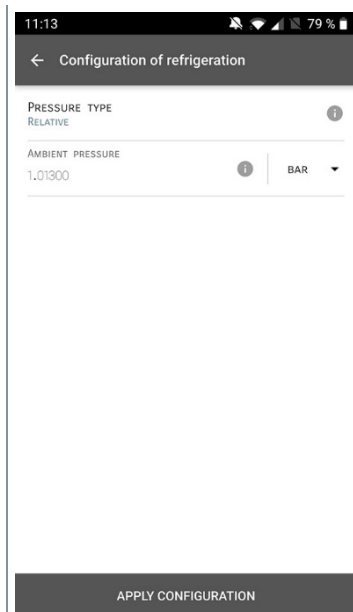 11:13 79 %
Configuration of refrigeration
PRESSURE TYPE
RELATIVE
AMBIENT PRESSURE
1.01300 BAR
APPLY CONFIGURATION